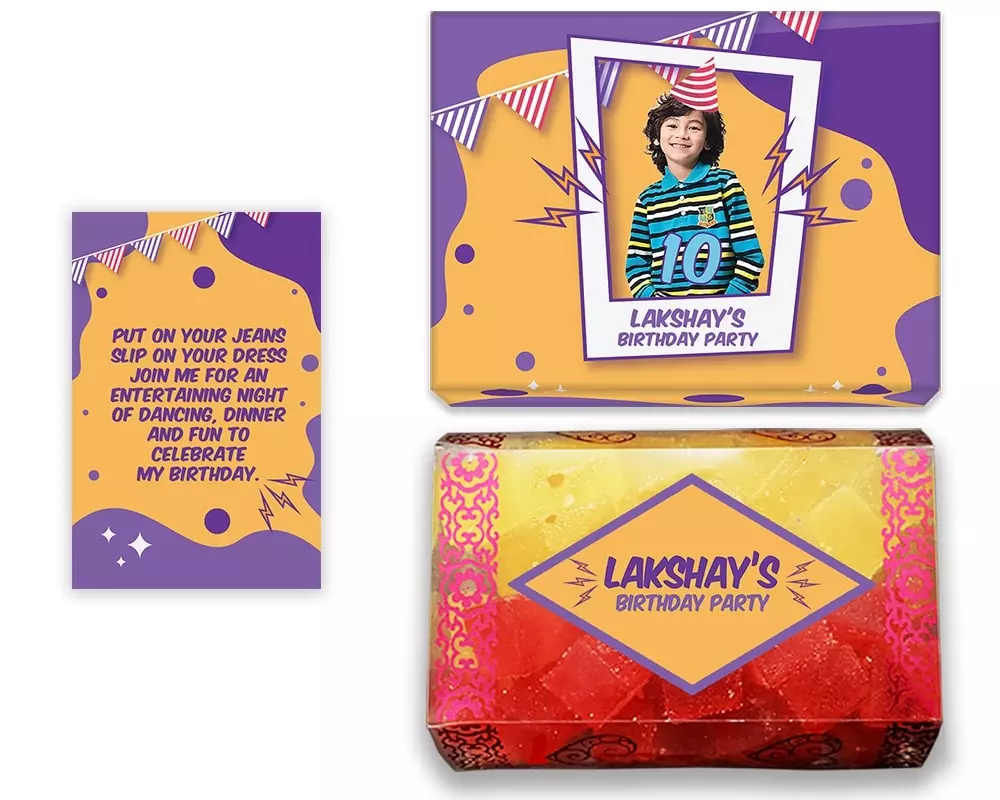 PUT ON YOUR JEANS
SLIP ON YOUR DRESS
JOIN ME FOR AN
ENTERTAINING NIGHT
OF DANCING, DINNER
AND FUN TO
CELEBRATE
MY BIRTHDAY.
10
LAKSHAY'S
BIRTHDAY PARTY
LAKSHAY'S
BIRTHDAY PARTY